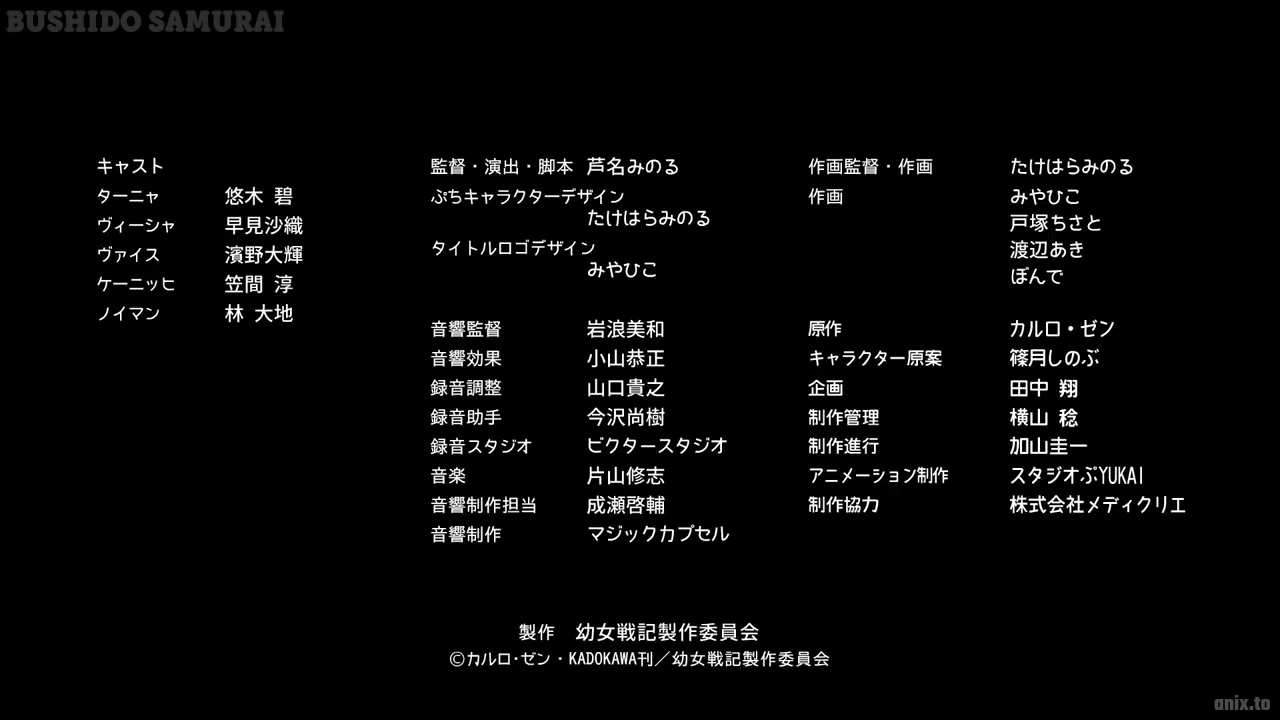 BUSHIDO SAMURAI
キャスト
ターニャ 悠木 碧
ヴィーシャ 早見沙織
ヴァイス 濱野大輝
ケーニッヒ 笠間 淳
ノイマン 林 大地
監督・演出・脚本 芦名みのる
ぷちキャラクターデザイン
たけはらみのる
タイトルロゴデザイン
みやひこ
音響監督 岩浪美和
音響効果 小山恭正
録音調整 山口貴之
録音助手 今沢尚樹
録音スタジオ ビクタースタジオ
音楽 片山修志
音響制作担当 成瀬啓輔
音響制作 マジックカプセル
作画監督・作画 たけはらみのる
作画 みやひこ
戸塚ちさと
渡辺あき
ぼんで
原作 カルロ・ゼン
キャラクター原案 篠月しのぶ
企画 田中 翔
制作管理 横山 稔
制作進行 加山圭一
アニメーション制作 スタジオぷYUKAI
制作協力 株式会社メディクリエ
製作 幼女戦記製作委員会
©カルロ・ゼン・KADOKAWA刊／幼女戦記製作委員会
anix.to